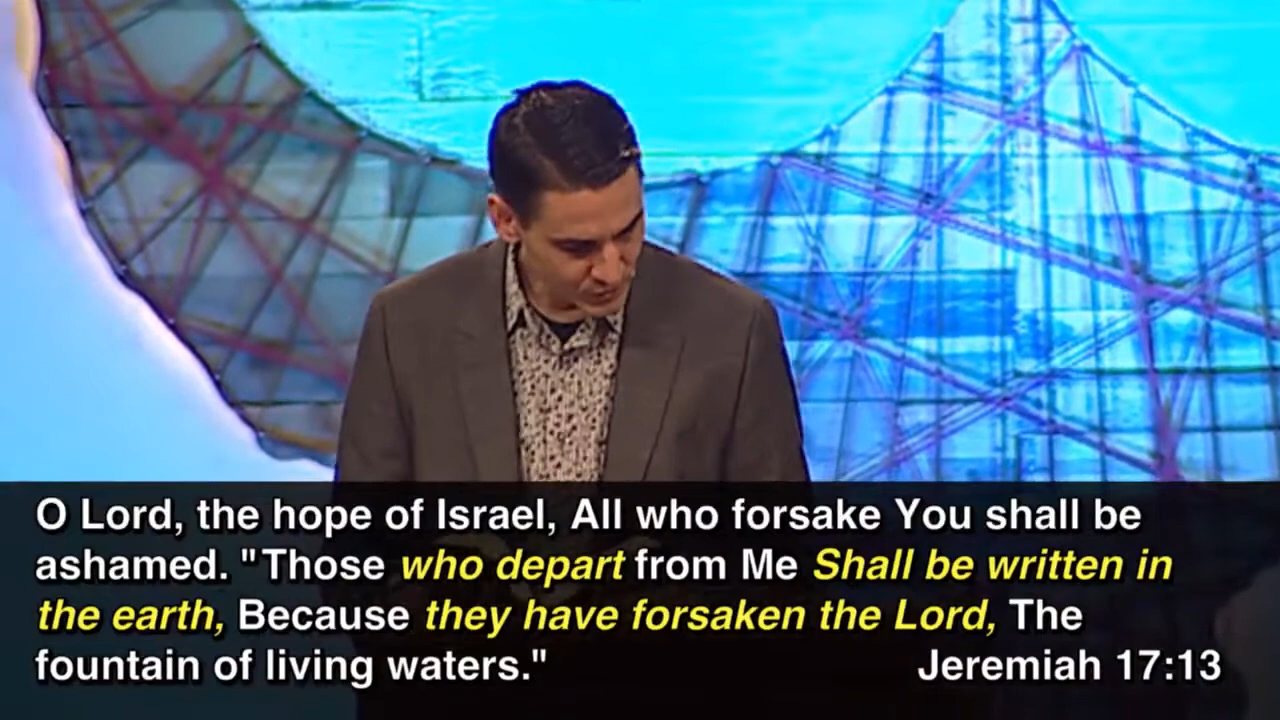 O Lord, the hope of Israel, All who forsake You shall be
ashamed. "Those who depart from Me Shall be written in
the earth, Because they have forsaken the Lord, The
fountain of living waters." Jeremiah 17:13